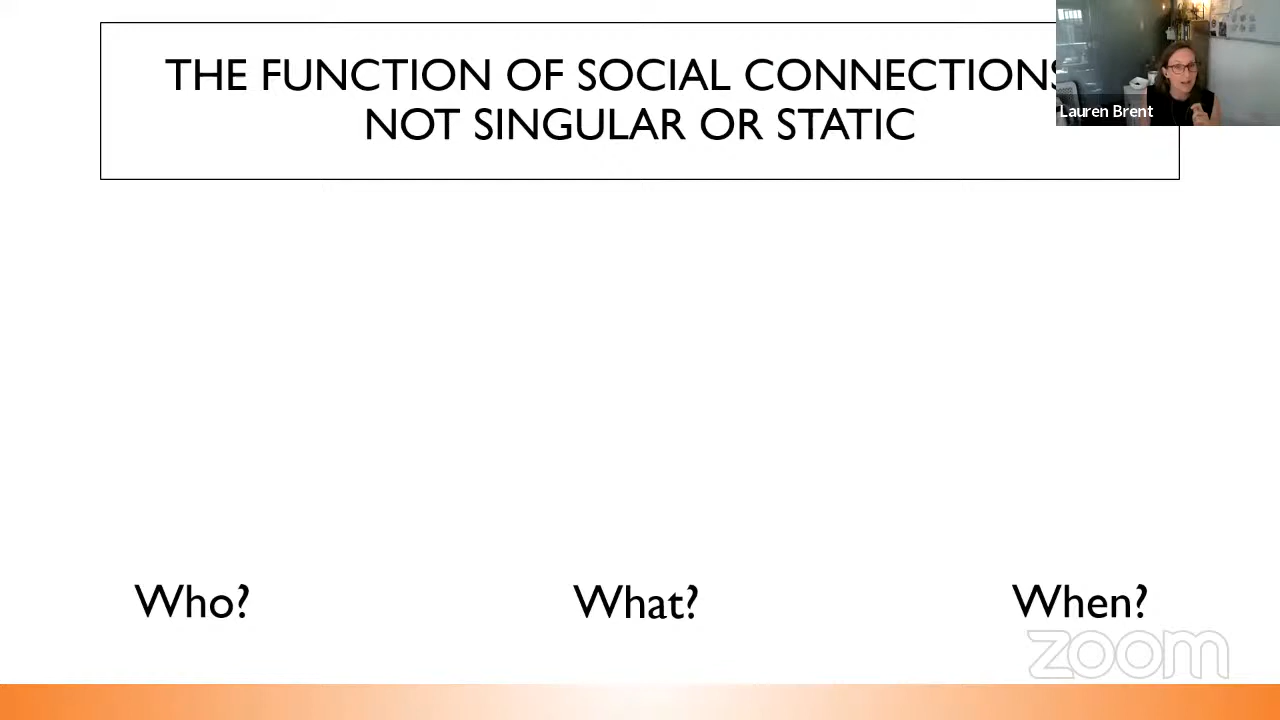 THE FUNCTION OF SOCIAL CONNECTIONS
NOT SINGULAR OR STATIC
Lauren Brent
Who? What? When?
zoom